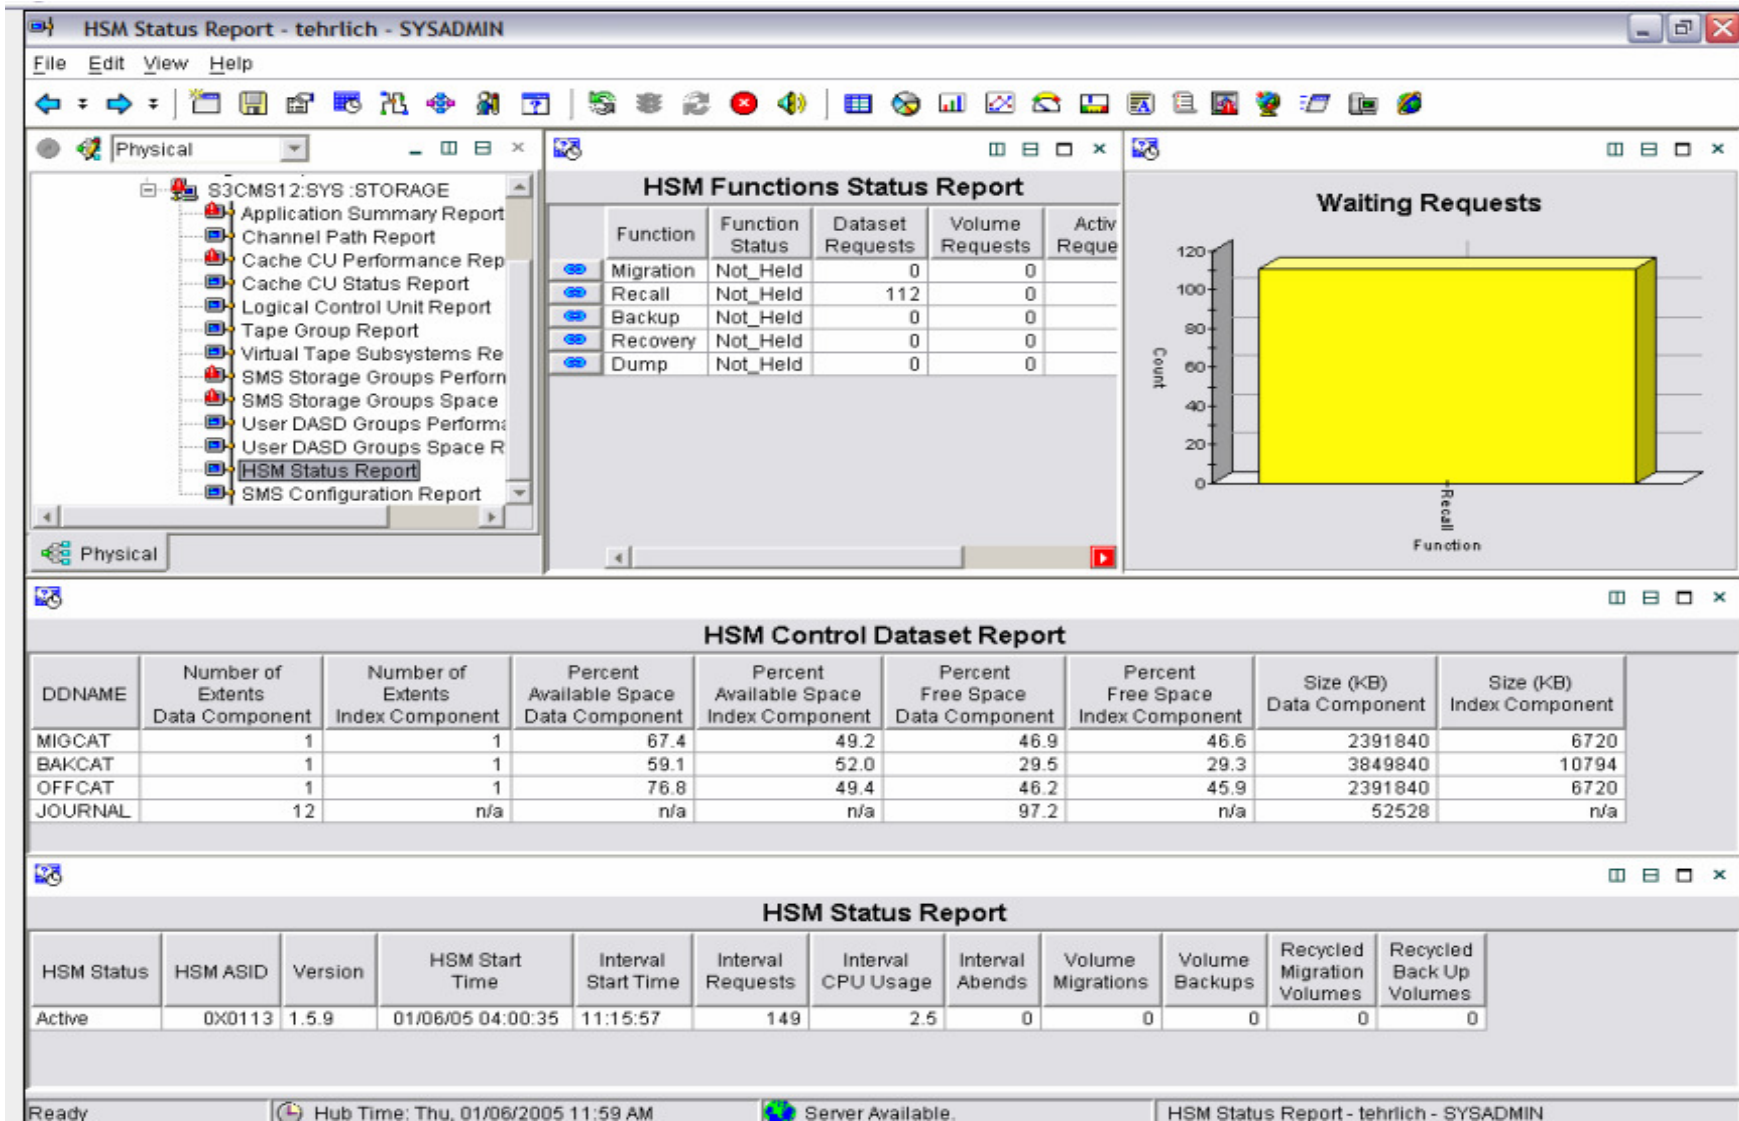 HSM Status Report - tehrlich - SYSADMIN
File Edit View Help
Physical
S3CMS12:SYS :STORAGE
Application Summary Report
Channel Path Report
Cache CU Performance Rep
Cache CU Status Report
Logical Control Unit Report
Tape Group Report
Virtual Tape Subsystems Re
SMS Storage Groups Perform
SMS Storage Groups Space
User DASD Groups Performa
User DASD Groups Space R
HSM Status Report
SMS Configuration Report
Physical
HSM Functions Status Report
Function Function Status Dataset Requests Volume Requests Activ Reque
Migration Not_Held 0 0
Recall Not_Held 112 0
Backup Not_Held 0 0
Recovery Not_Held 0 0
Dump Not_Held 0 0
Waiting Requests
120
100
80
60
40
20
0
Count
Recall
Function
HSM Control Dataset Report
DDNAME Number of Extents Data Component Number of Extents Index Component Percent Available Space Data Component Percent Available Space Index Component Percent Free Space Data Component Percent Free Space Index Component Size (KB) Data Component Size (KB) Index Component
MIGCAT 1 1 67.4 49.2 46.9 46.6 2391840 6720
BAKCAT 1 1 59.1 52.0 29.5 29.3 3849840 10794
OFFCAT 1 1 76.8 49.4 46.2 45.9 2391840 6720
JOURNAL 12 n/a n/a n/a 97.2 n/a 52528 n/a
HSM Status Report
HSM Status HSM ASID Version HSM Start Time Interval Start Time Interval Requests Interval CPU Usage Interval Abends Volume Migrations Volume Backups Recycled Migration Volumes Recycled Back Up Volumes
Active 0X0113 1.5.9 01/06/05 04:00:35 11:15:57 149 2.5 0 0 0 0 0
Ready Hub Time: Thu, 01/06/2005 11:59 AM Server Available. HSM Status Report - tehrlich - SYSADMIN